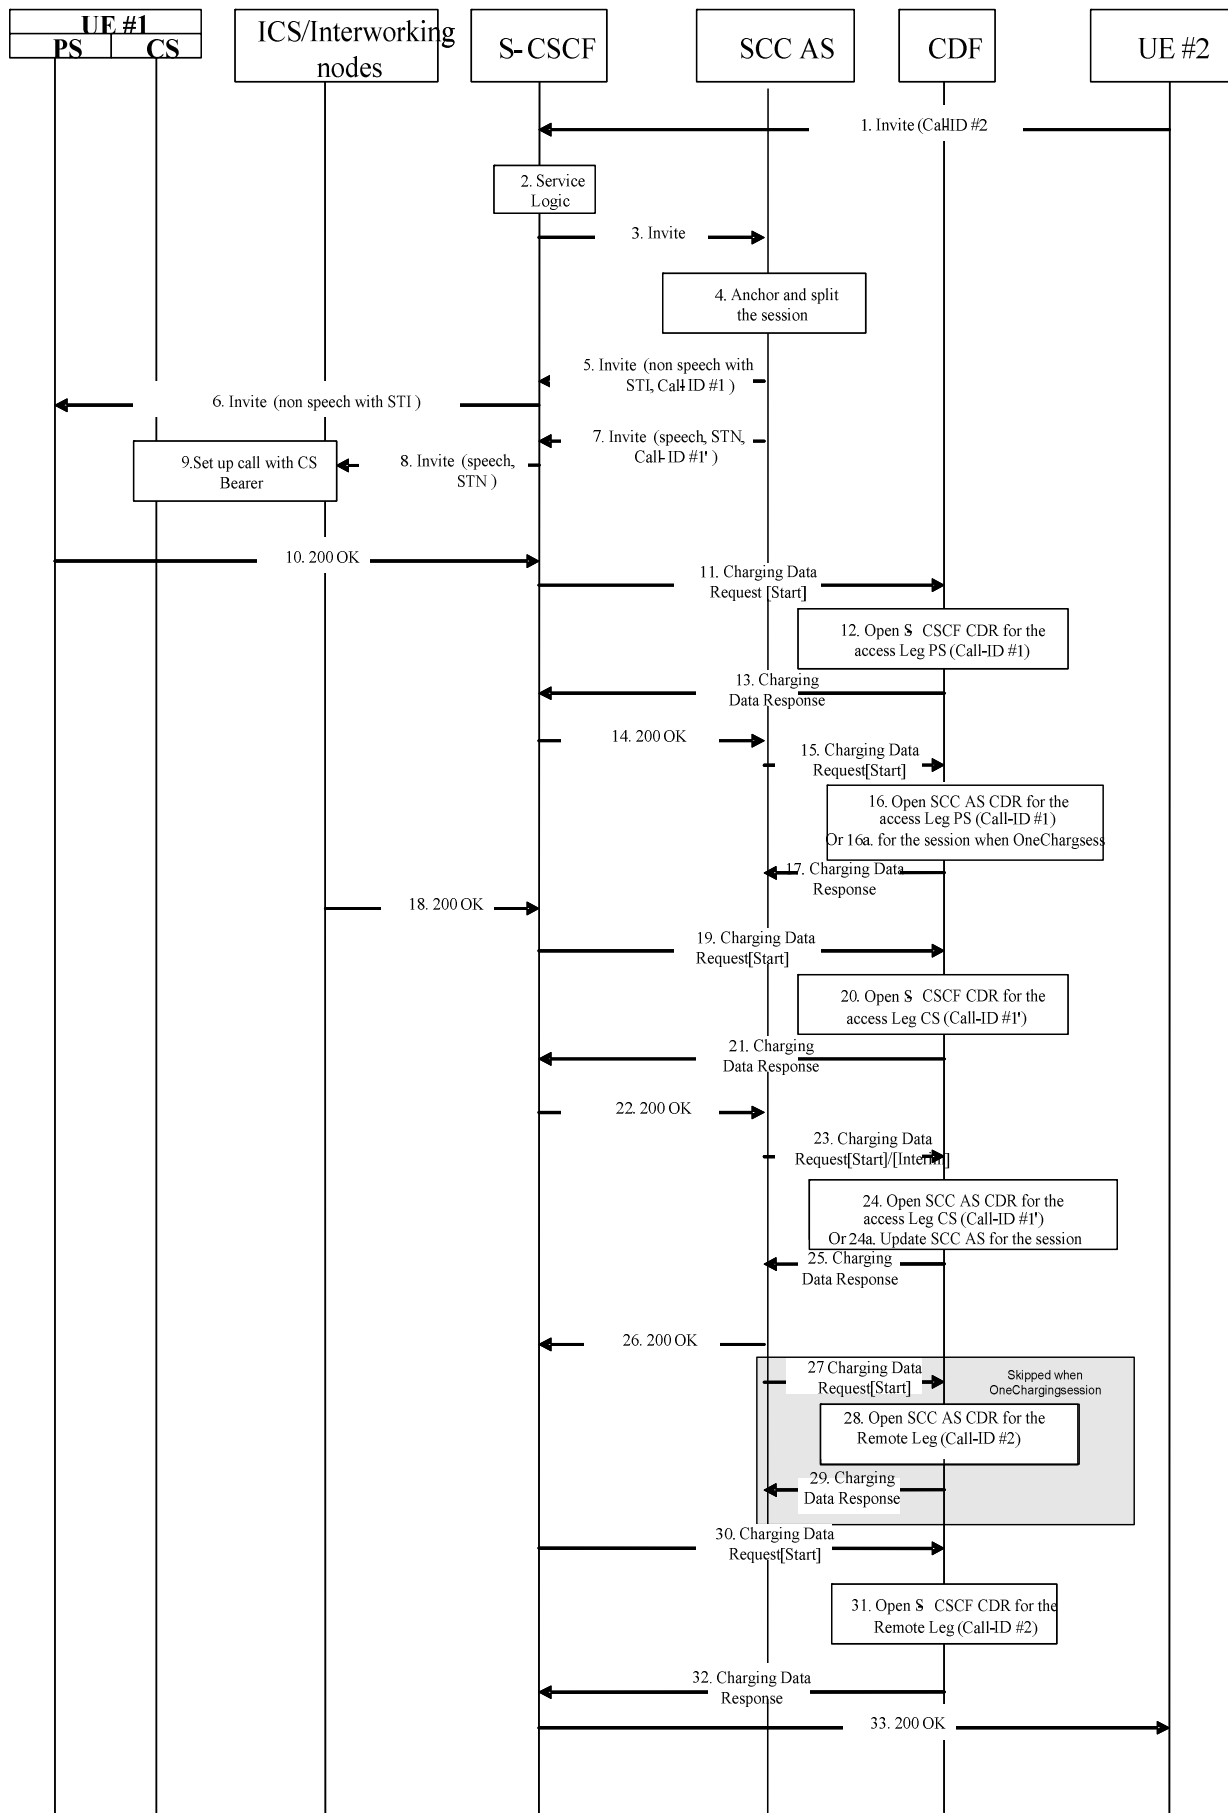 UE #1
PS
CS
ICS/Interworking
nodes
S-CSCF
SCC AS
CDF
UE #2
1. Invite (Call-ID #2
2. Service
Logic
3. Invite
4. Anchor and split
the session
5. Invite (non speech with
STI, Call-ID #1 )
6. Invite (non speech with STI )
7. Invite (speech, STN,
Call-ID #1' )
8. Invite (speech,
STN )
9.Set up call with CS
Bearer
10. 200 OK
11. Charging Data
Request [Start]
12. Open S- CSCF CDR for the
access Leg PS (Call-ID #1)
13. Charging
Data Response
14. 200 OK
15. Charging Data
Request[Start]
16. Open SCC AS CDR for the
access Leg PS (Call-ID #1)
Or 16a. for the session when OneChargsess
17. Charging Data
Response
18. 200 OK
19. Charging Data
Request[Start]
20. Open S- CSCF CDR for the
access Leg CS (Call-ID #1')
21. Charging
Data Response
22. 200 OK
23. Charging Data
Request[Start]/[Interim]
24. Open SCC AS CDR for the
access Leg CS (Call-ID #1')
Or 24a. Update SCC AS for the session
25. Charging
Data Response
26. 200 OK
27 Charging Data
Request[Start]
Skipped when
OneChargingsession
28. Open SCC AS CDR for the
Remote Leg (Call-ID #2)
29. Charging
Data Response
30. Charging Data
Request[Start]
31. Open S- CSCF CDR for the
Remote Leg (Call-ID #2)
32. Charging Data
Response
33. 200 OK